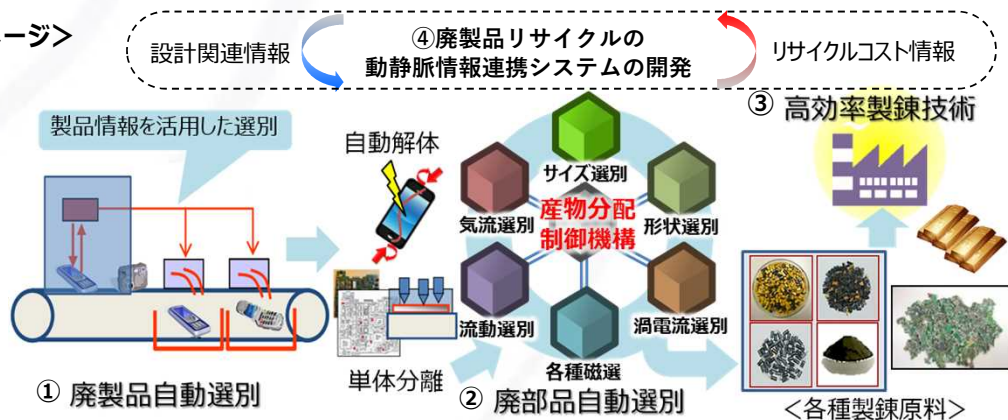 ージ>
設計関連情報
④廃製品リサイクルの
動静脈情報連携システムの開発
リサイクルコスト情報
製品情報を活用した選別
自動解体
単体分離
サイズ選別
気流選別
形状選別
産物分配
制御機構
流動選別
渦電流選別
各種磁選
③ 高効率製錬技術
① 廃製品自動選別
② 廃部品自動選別
<各種製錬原料>